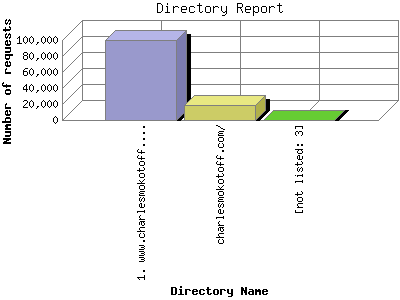 Directory Report
Number of requests
100,000
80,000
60,000
40,000
20,000
0
1. www.charlesmokotoff....
charlesmokotoff.com/
[not listed: 3]
Directory Name